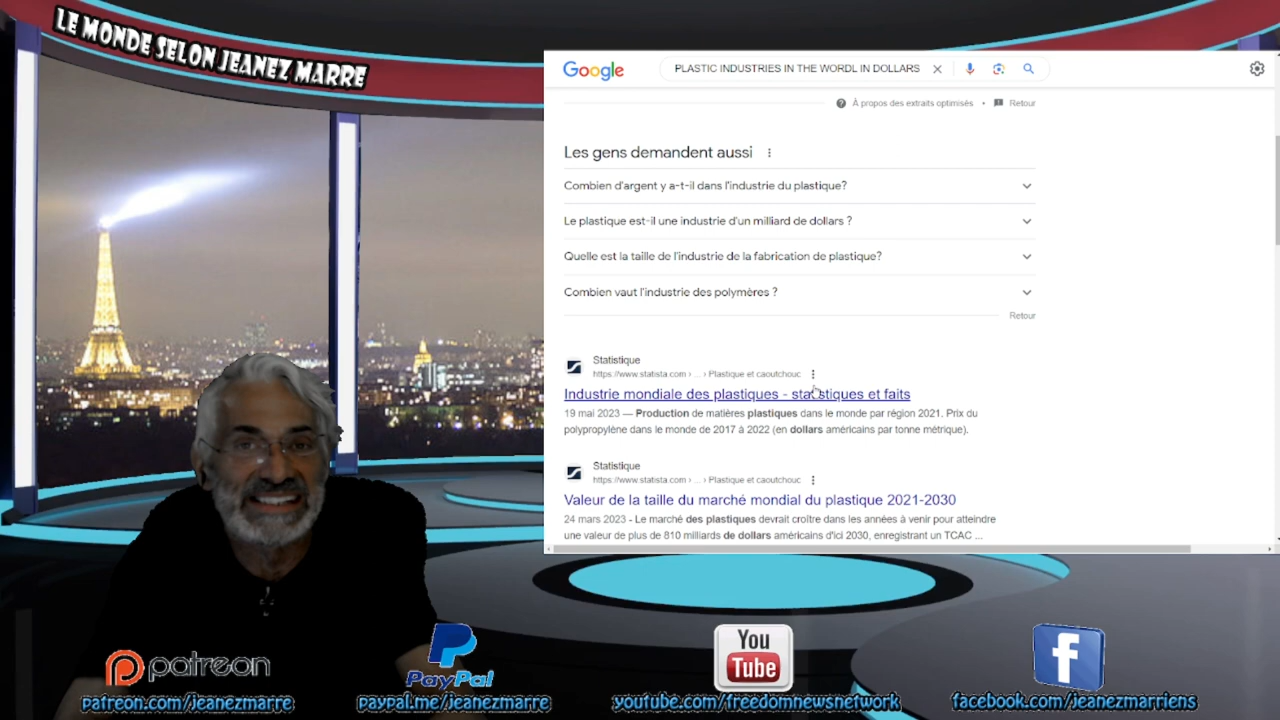 LE MONDE SELON JEANEZ MARRE
Google
PLASTIC INDUSTRIES IN THE WORDL IN DOLLARS
À propos des extraits optimisés • Retour
Les gens demandent aussi
Combien d'argent y a-t-il dans l'industrie du plastique?
Le plastique est-il une industrie d'un milliard de dollars ?
Quelle est la taille de l'industrie de la fabrication de plastique?
Combien vaut l'industrie des polymères ?
Retour
Statistique
https://www.statista.com › ... › Plastique et caoutchouc
Industrie mondiale des plastiques - statistiques et faits
19 mai 2023 — Production de matières plastiques dans le monde par région 2021. Prix du
polypropylène dans le monde de 2017 à 2022 (en dollars américains par tonne métrique).
Statistique
https://www.statista.com › ... › Plastique et caoutchouc
Valeur de la taille du marché mondial du plastique 2021-2030
24 mars 2023 - Le marché des plastiques devrait croître dans les années à venir pour atteindre
une valeur de plus de 810 milliards de dollars américains d'ici 2030, enregistrant un TCAC ...
patreon
patreon.com/jeanezmarre
PayPal
paypal.me/jeanezmarre
You
Tube
youtube.com/freedomnewsnetwork
f
facebook.com/jeanezmarriens